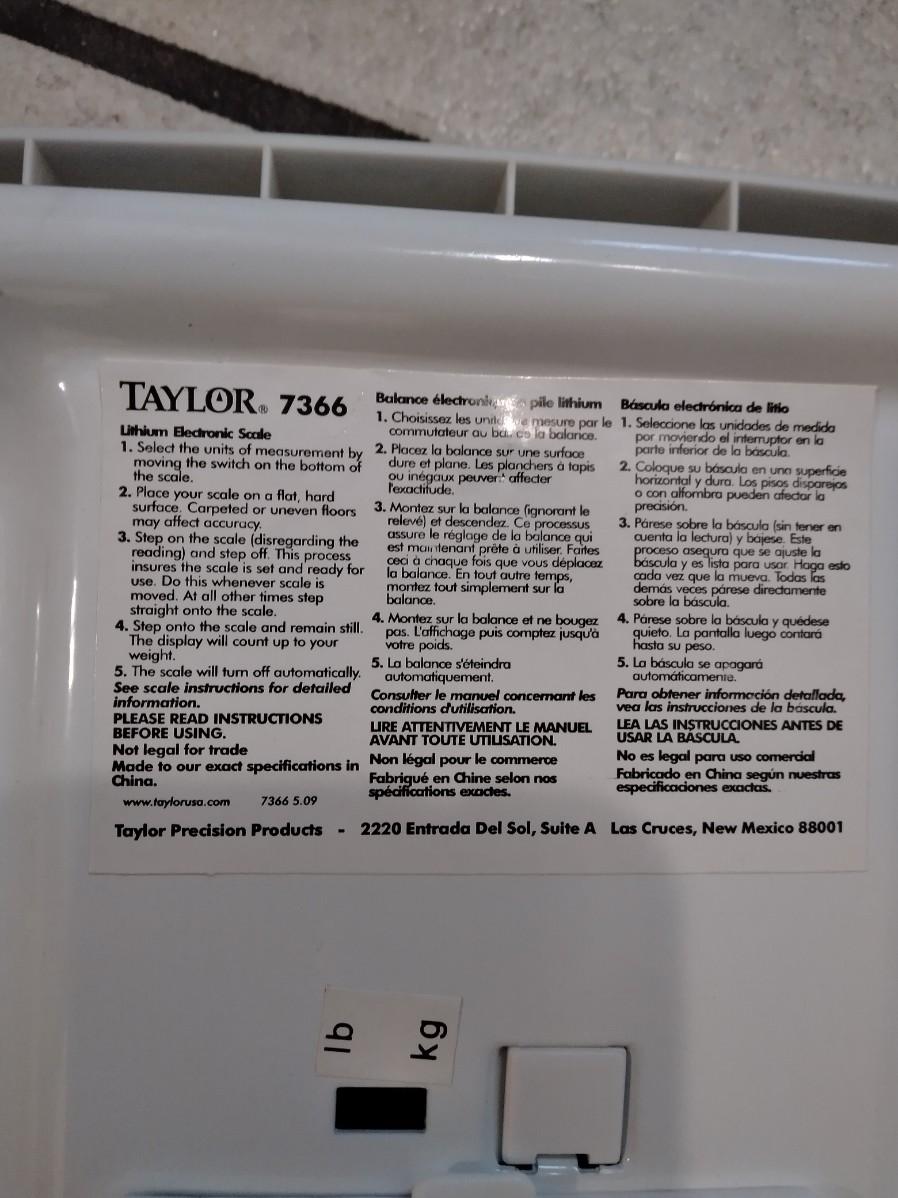 TAYLOR® 7366
Lithium Electronic Scale
1. Select the units of measurement by
moving the switch on the bottom of
the scale.
2. Place your scale on a flat, hard
surface. Carpeted or uneven floors
may affect accuracy.
3. Step on the scale (disregarding the
reading) and step off. This process
insures the scale is set and ready for
use. Do this whenever scale is
moved. At all other times step
straight onto the scale.
4. Step onto the scale and remain still.
The display will count up to your
weight.
5. The scale will turn off automatically.
See scale instructions for detailed
information.
PLEASE READ INSTRUCTIONS
BEFORE USING.
Not legal for trade
Made to our exact specifications in
China.
www.taylorusa.com 7366 5.09
Balance électronique pile lithium
1. Choisissez les unités de mesure par le
commutateur au bas de la balance.
2. Placez la balance sur une surface
dure et plane. Les planchers à tapis
ou inégaux peuvent affecter
l'exactitude.
3. Montez sur la balance (ignorant le
relevé) et descendez. Ce processus
assure le réglage de la balance qui
est maintenant prête à utiliser. Faites
ceci à chaque fois que vous déplacez
la balance. En tout autre temps,
montez tout simplement sur la
balance.
4. Montez sur la balance et ne bougez
pas. L'affichage puis comptez jusqu'à
votre poids.
5. La balance s'éteindra
automatiquement.
Consulter le manuel concernant les
conditions d'utilisation.
LIRE ATTENTIVEMENT LE MANUEL
AVANT TOUTE UTILISATION.
Non légal pour le commerce
Fabriqué en Chine selon nos
spécifications exactes.
Báscula electrónica de litio
1. Seleccione las unidades de medida
por moviendo el interruptor en la
parte inferior de la báscula.
2. Coloque su báscula en una superficie
horizontal y dura. Los pisos disparejos
o con alfombra pueden afectar la
precisión.
3. Párese sobre la báscula (sin tener en
cuenta la lectura) y bájese. Este
proceso asegura que se ajuste la
báscula y es lista para usar. Haga esto
cada vez que la mueva. Todas las
demás veces párese directamente
sobre la báscula.
4. Párese sobre la báscula y quédese
quieto. La pantalla luego contará
hasta su peso.
5. La báscula se apagará
automáticamente.
Para obtener información detallada,
vea las instrucciones de la báscula.
LEA LAS INSTRUCCIONES ANTES DE
USAR LA BÁSCULA.
No es legal para uso comercial
Fabricado en China según nuestras
especificaciones exactas.
Taylor Precision Products - 2220 Entrada Del Sol, Suite A Las Cruces, New Mexico 88001
lb
kg